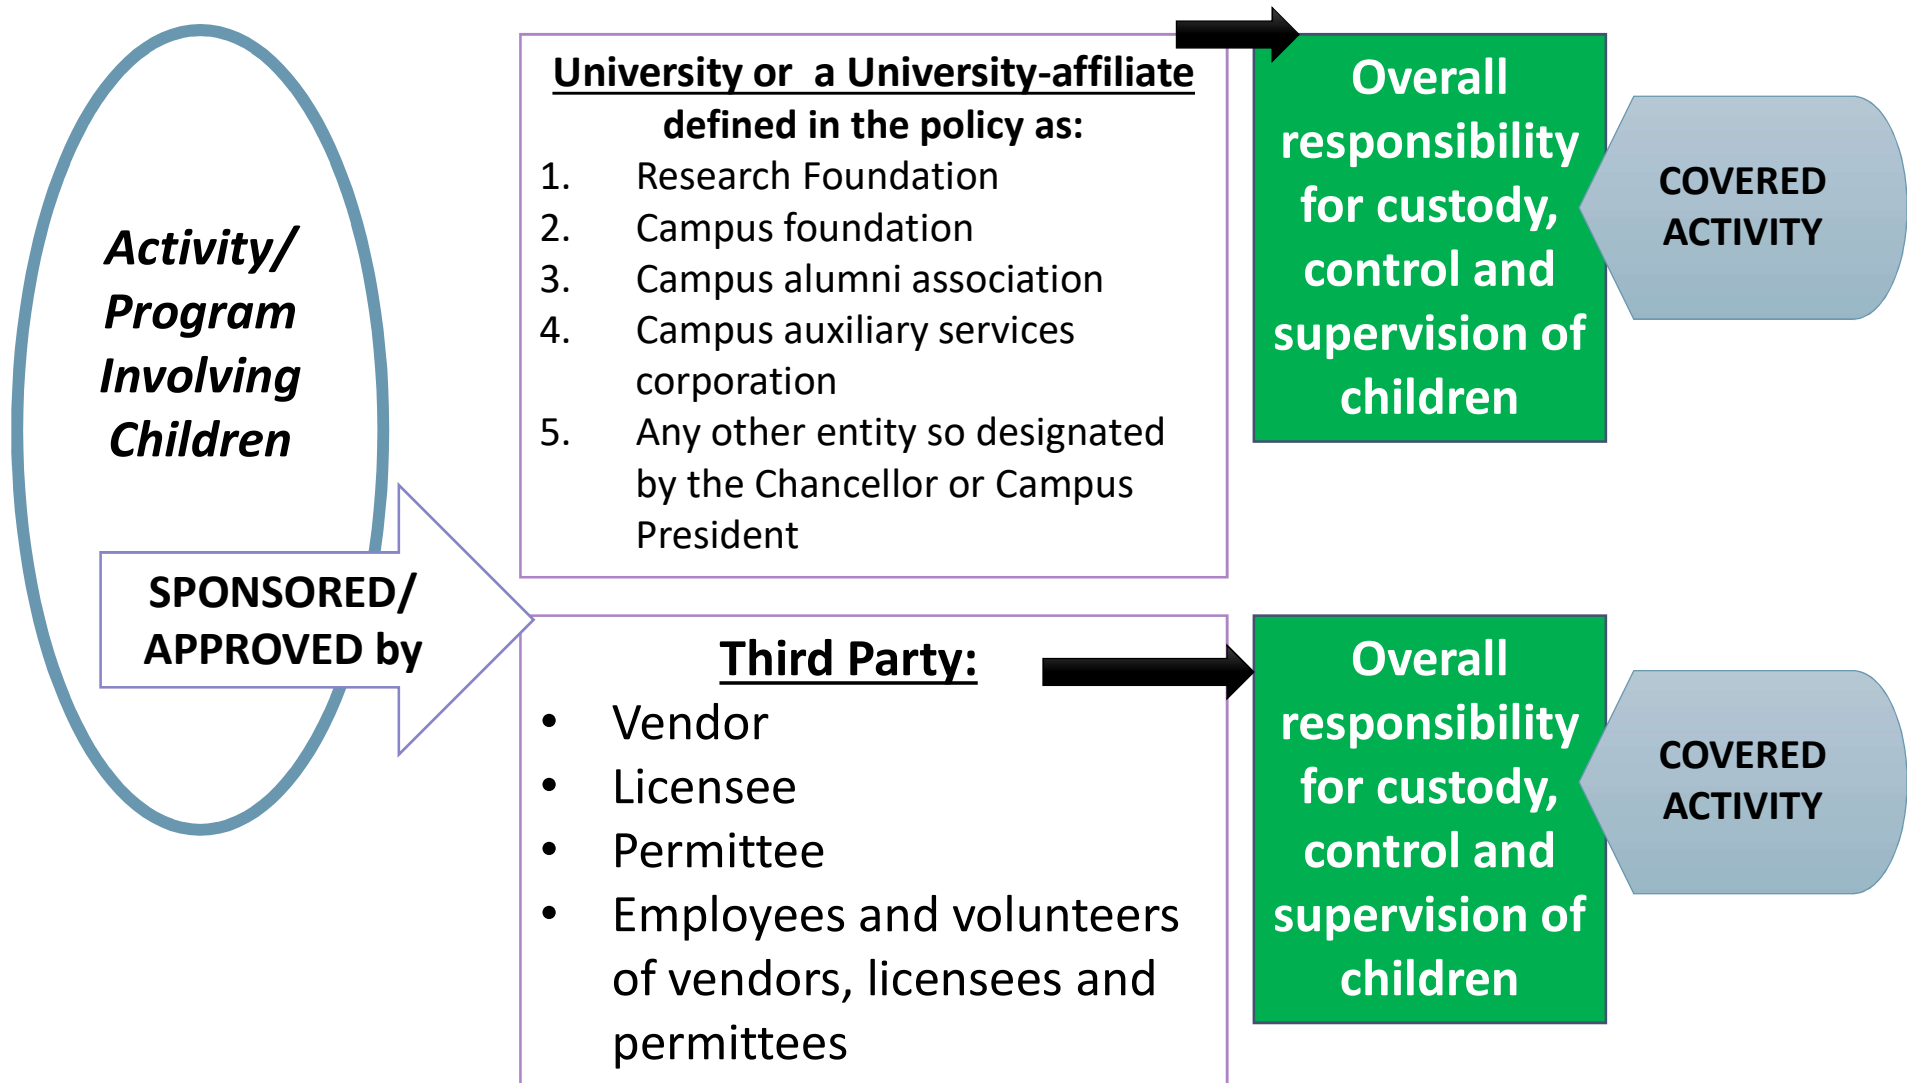 Activity/
Program
Involving
Children
SPONSORED/
APPROVED by
University or a University-affiliate
defined in the policy as:
1. Research Foundation
2. Campus foundation
3. Campus alumni association
4. Campus auxiliary services
corporation
5. Any other entity so designated
by the Chancellor or Campus
President
Overall
responsibility
for custody,
control and
supervision of
children
COVERED
ACTIVITY
Third Party:
• Vendor
• Licensee
• Permittee
• Employees and volunteers
of vendors, licensees and
permittees
Overall
responsibility
for custody,
control and
supervision of
children
COVERED
ACTIVITY